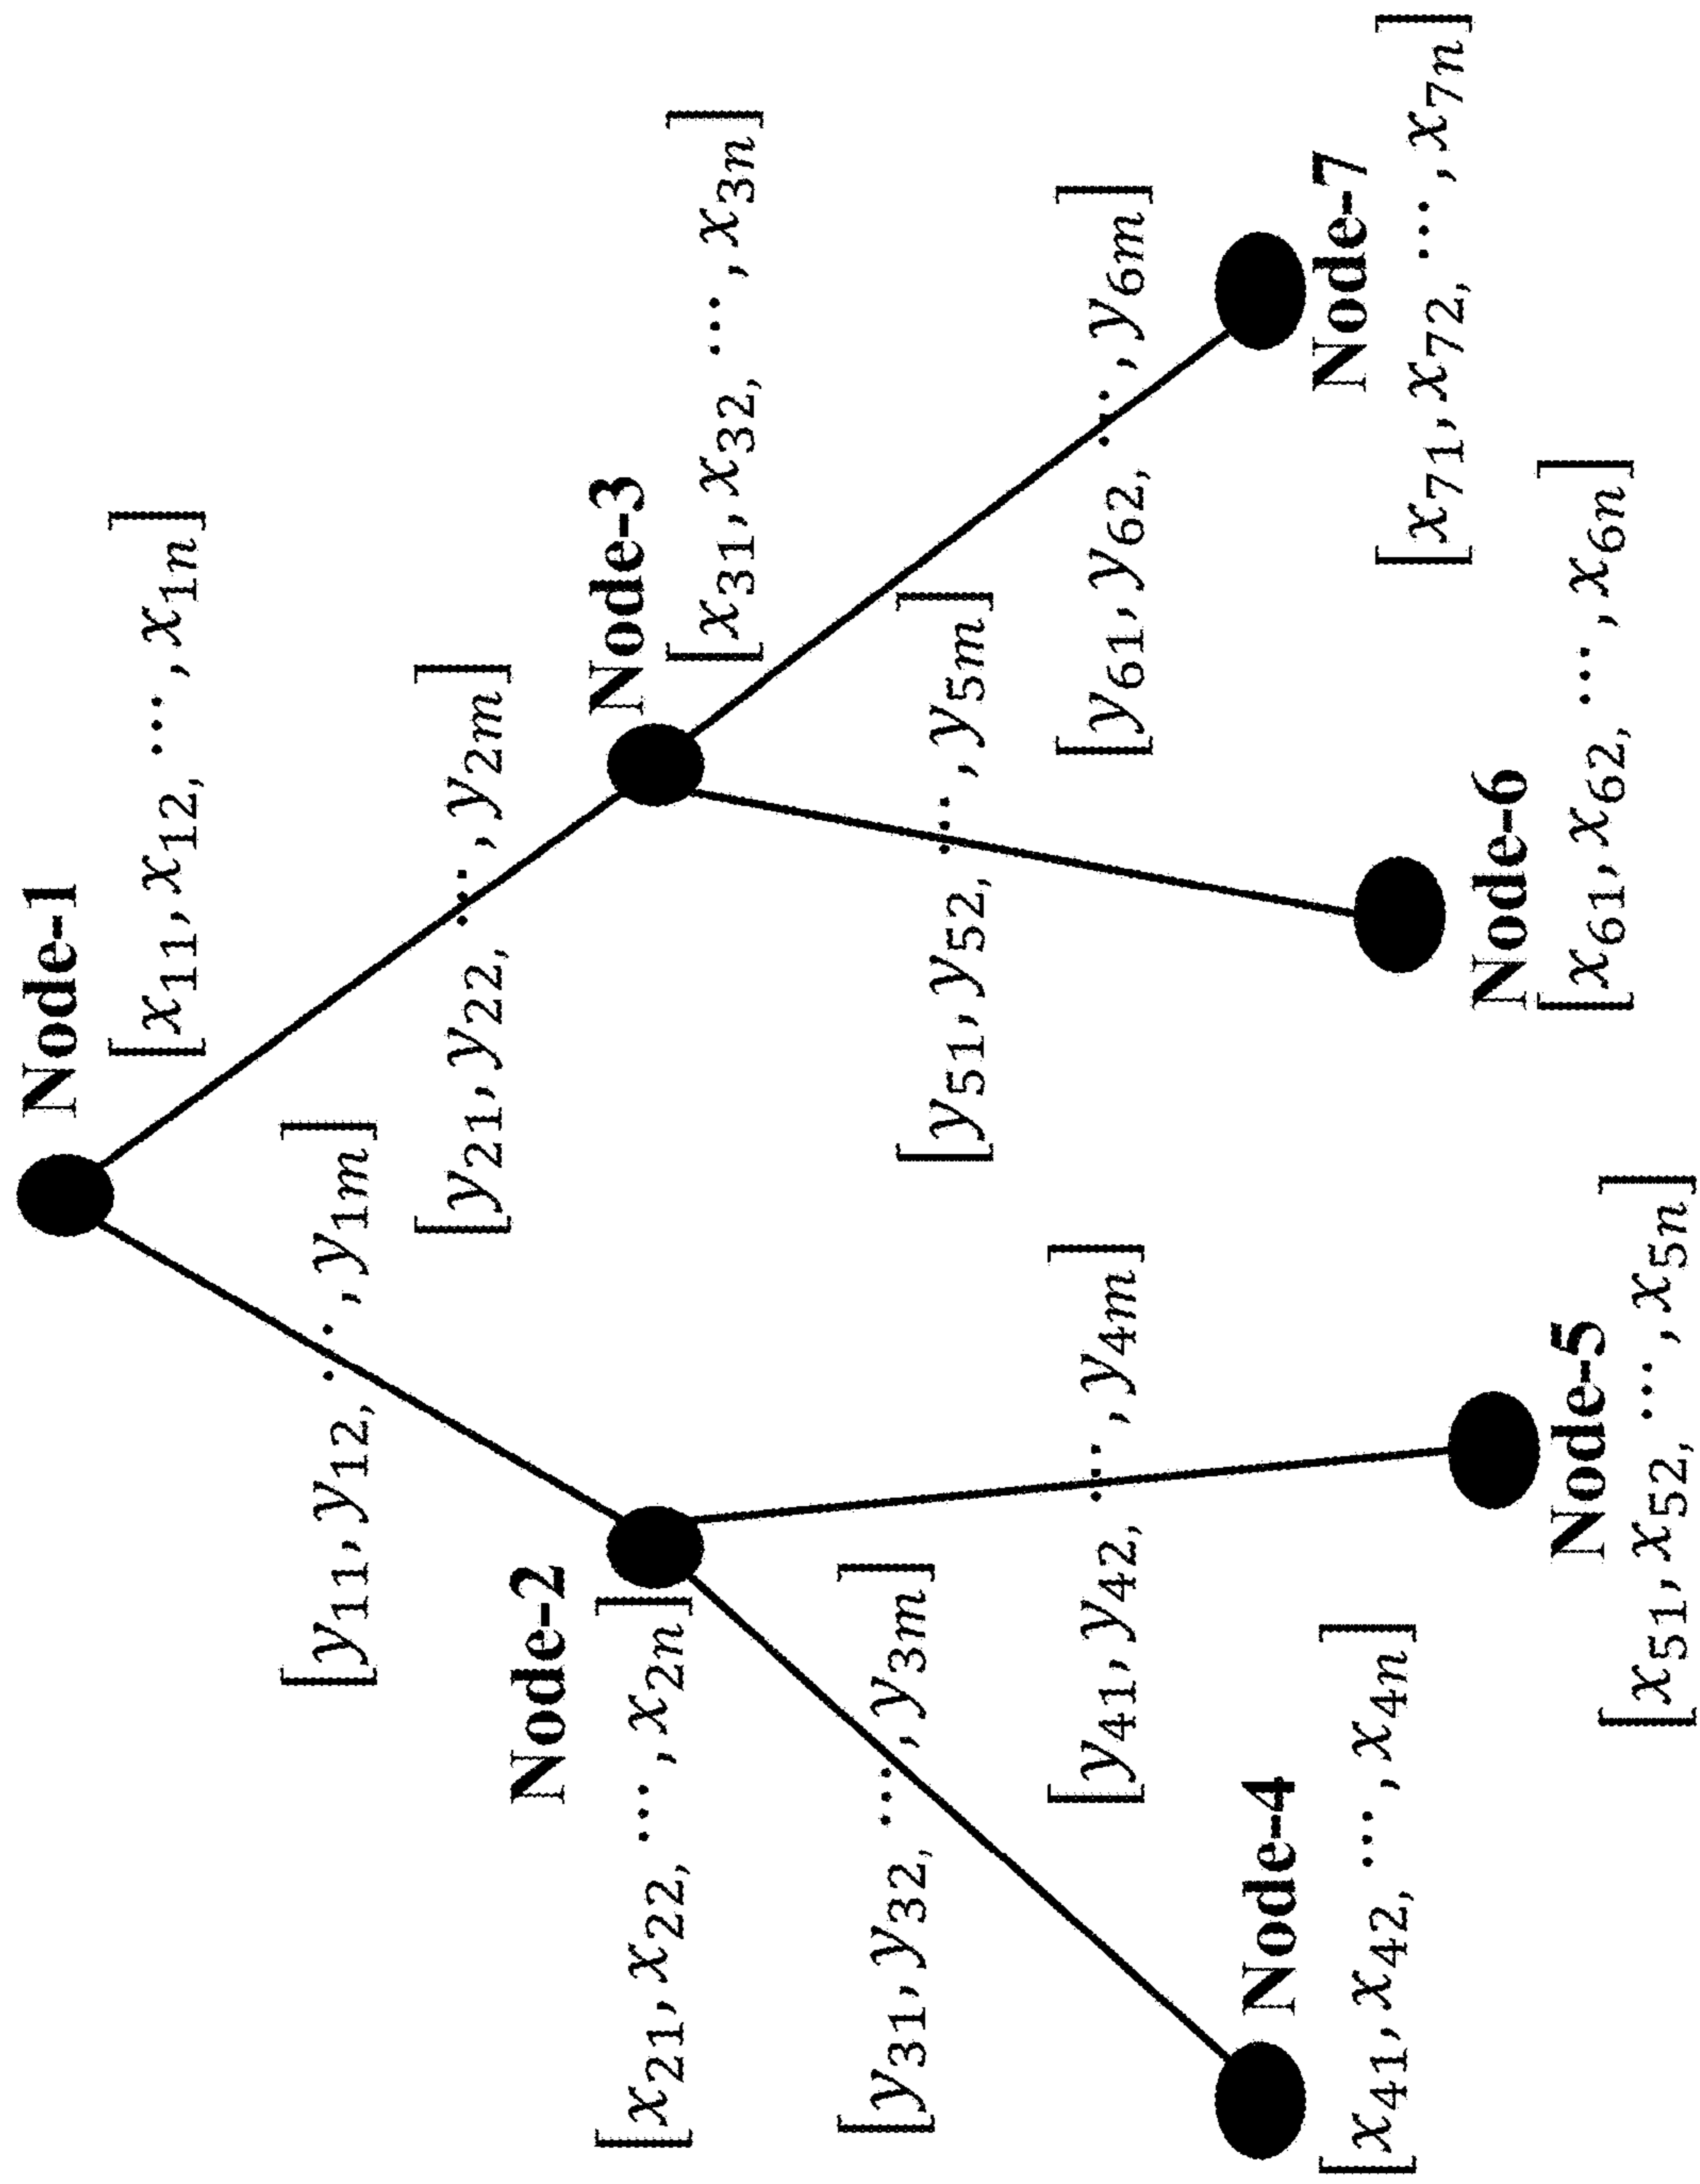 Node-1
[x11, x12, ⋯, x1n]
[y11, y12, ⋯, y1m]
[y21, y22, ⋯, y2m]
Node-2
[x21, x22, ⋯, x2n]
Node-3
[x31, x32, ⋯, x3n]
[y31, y32, ⋯, y3m]
[y41, y42, ⋯, y4m]
[y51, y52, ⋯, y5m]
[y61, y62, ⋯, y6m]
Node-4
[x41, x42, ⋯, x4n]
Node-5
[x51, x52, ⋯, x5n]
Node-6
[x61, x62, ⋯, x6n]
Node-7
[x71, x72, ⋯, x7n]